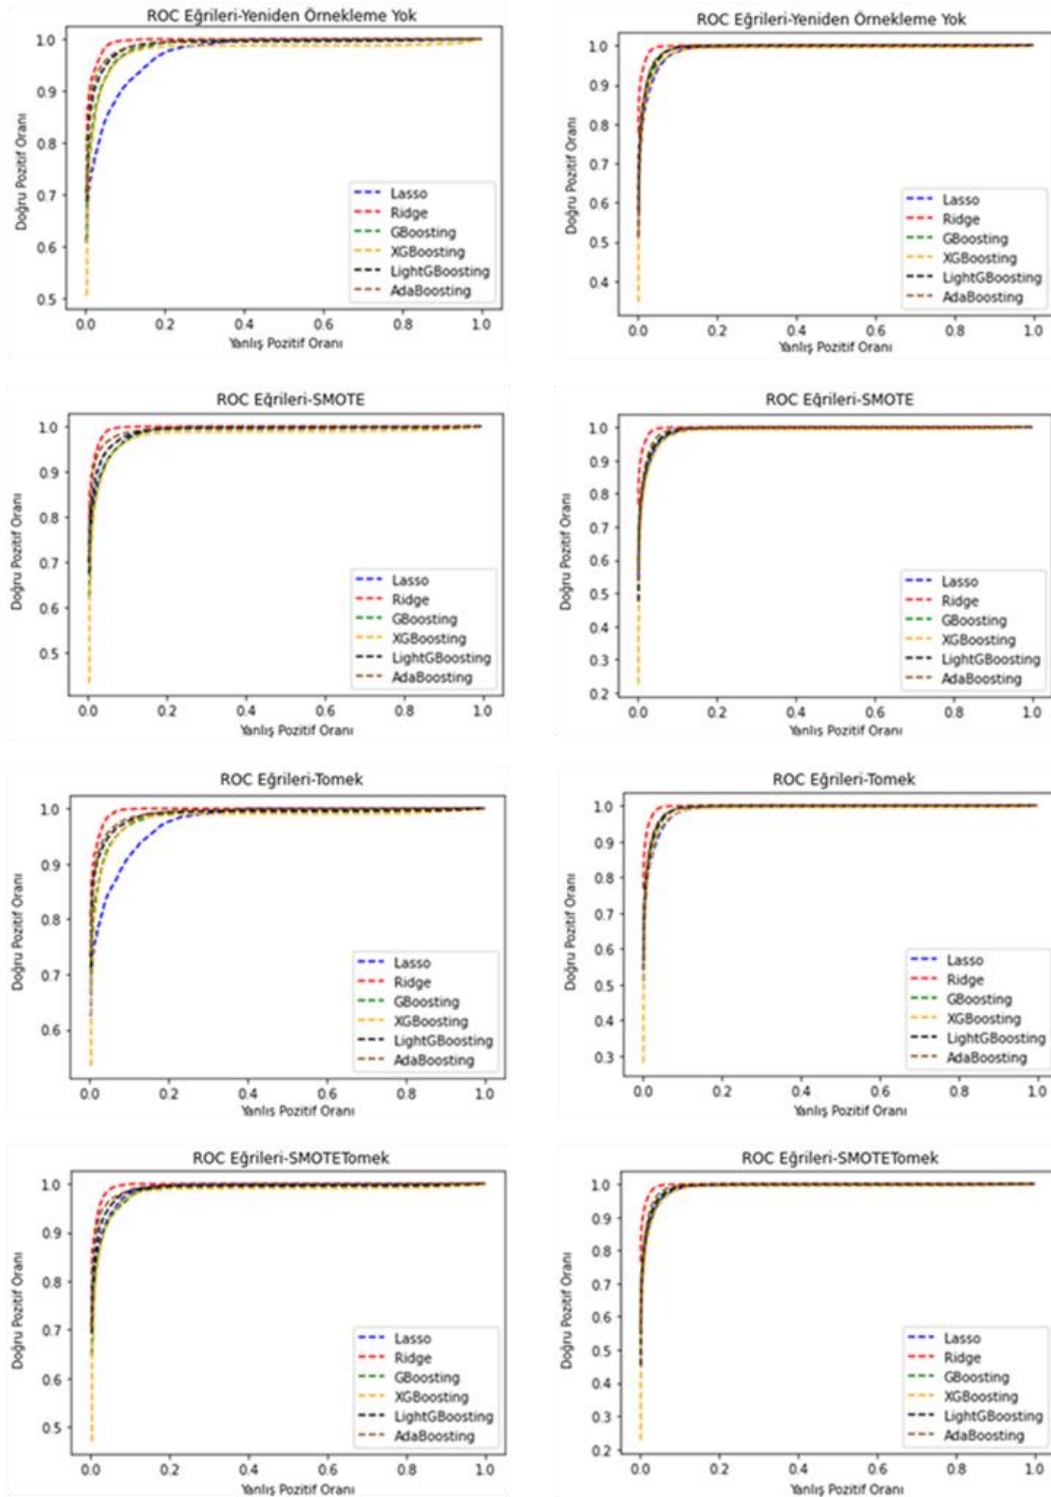 ROC Eğrileri-Yeniden Örnekleme Yok
1.0
0.9
0.8
0.7
0.6
0.5
Doğru Pozitif Oranı
Lasso
Ridge
GBoosting
XGBoosting
LightGBoosting
AdaBoosting
0.0 0.2 0.4 0.6 0.8 1.0
Yanlış Pozitif Oranı
ROC Eğrileri-Yeniden Örnekleme Yok
1.0
0.9
0.8
0.7
0.6
0.5
0.4
Doğru Pozitif Oranı
Lasso
Ridge
GBoosting
XGBoosting
LightGBoosting
AdaBoosting
0.0 0.2 0.4 0.6 0.8 1.0
Yanlış Pozitif Oranı
ROC Eğrileri-SMOTE
1.0
0.9
0.8
0.7
0.6
0.5
Doğru Pozitif Oranı
Lasso
Ridge
GBoosting
XGBoosting
LightGBoosting
AdaBoosting
0.0 0.2 0.4 0.6 0.8 1.0
Yanlış Pozitif Oranı
ROC Eğrileri-SMOTE
1.0
0.9
0.8
0.7
0.6
0.5
0.4
0.3
0.2
Doğru Pozitif Oranı
Lasso
Ridge
GBoosting
XGBoosting
LightGBoosting
AdaBoosting
0.0 0.2 0.4 0.6 0.8 1.0
Yanlış Pozitif Oranı
ROC Eğrileri-Tomek
1.0
0.9
0.8
0.7
0.6
Doğru Pozitif Oranı
Lasso
Ridge
GBoosting
XGBoosting
LightGBoosting
AdaBoosting
0.0 0.2 0.4 0.6 0.8 1.0
Yanlış Pozitif Oranı
ROC Eğrileri-Tomek
1.0
0.9
0.8
0.7
0.6
0.5
0.4
0.3
Doğru Pozitif Oranı
Lasso
Ridge
GBoosting
XGBoosting
LightGBoosting
AdaBoosting
0.0 0.2 0.4 0.6 0.8 1.0
Yanlış Pozitif Oranı
ROC Eğrileri-SMOTETomek
1.0
0.9
0.8
0.7
0.6
0.5
Doğru Pozitif Oranı
Lasso
Ridge
GBoosting
XGBoosting
LightGBoosting
AdaBoosting
0.0 0.2 0.4 0.6 0.8 1.0
Yanlış Pozitif Oranı
ROC Eğrileri-SMOTETomek
1.0
0.9
0.8
0.7
0.6
0.5
0.4
0.3
0.2
Doğru Pozitif Oranı
Lasso
Ridge
GBoosting
XGBoosting
LightGBoosting
AdaBoosting
0.0 0.2 0.4 0.6 0.8 1.0
Yanlış Pozitif Oranı